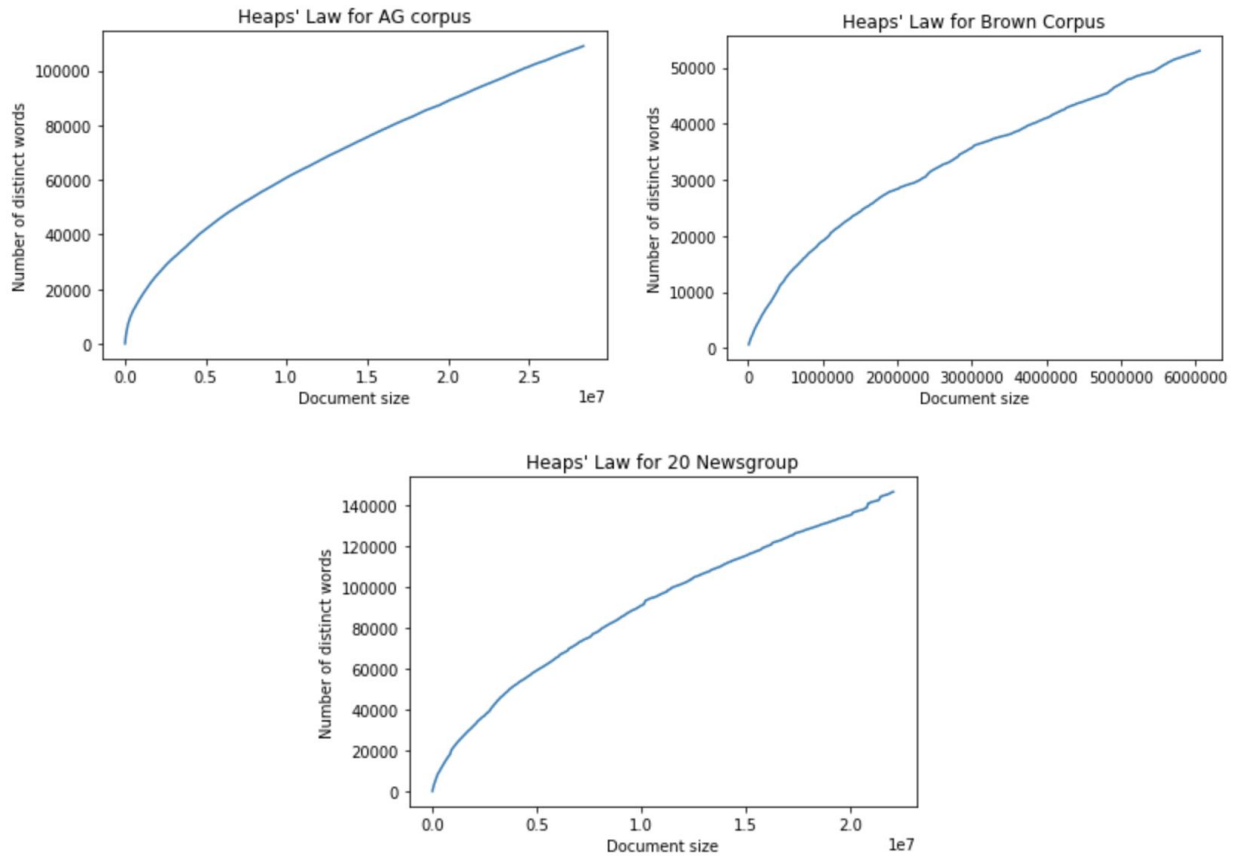 Heaps' Law for AG corpus
Number of distinct words
100000
80000
60000
40000
20000
0
0.0 0.5 1.0 1.5 2.0 2.5
1e7
Document size
Heaps' Law for Brown Corpus
Number of distinct words
50000
40000
30000
20000
10000
0
0 1000000 2000000 3000000 4000000 5000000 6000000
Document size
Heaps' Law for 20 Newsgroup
Number of distinct words
140000
120000
100000
80000
60000
40000
20000
0
0.0 0.5 1.0 1.5 2.0
1e7
Document size